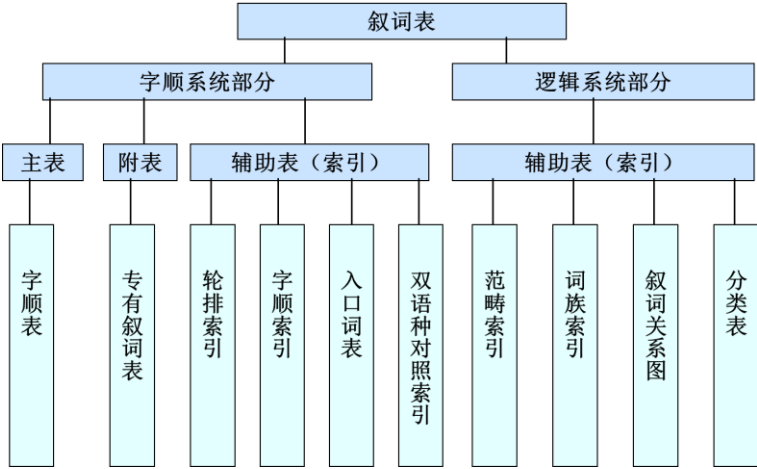 叙词表
字顺系统部分
逻辑系统部分
主表
附表
辅助表（索引）
辅助表（索引）
字顺表
专有叙词表
轮排索引
字顺索引
入口词表
双语种对照索引
范畴索引
词族索引
叙词关系图
分类表